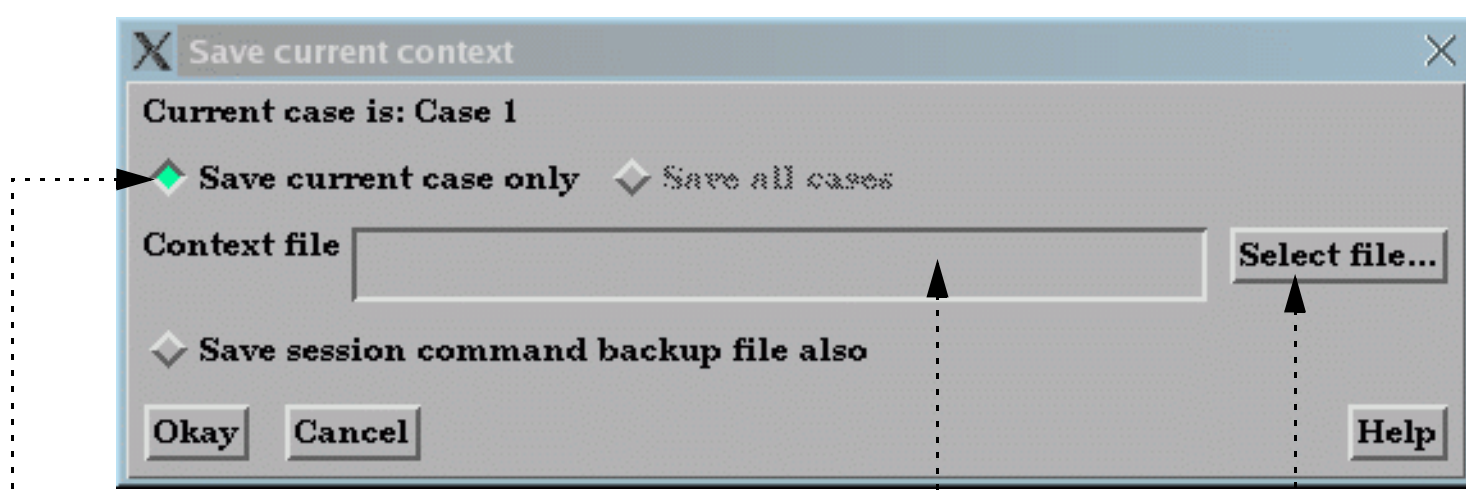 Save current context
Current case is: Case 1
Save current case only Save all cases
Context file Select file...
Save session command backup file also
Okay Cancel Help